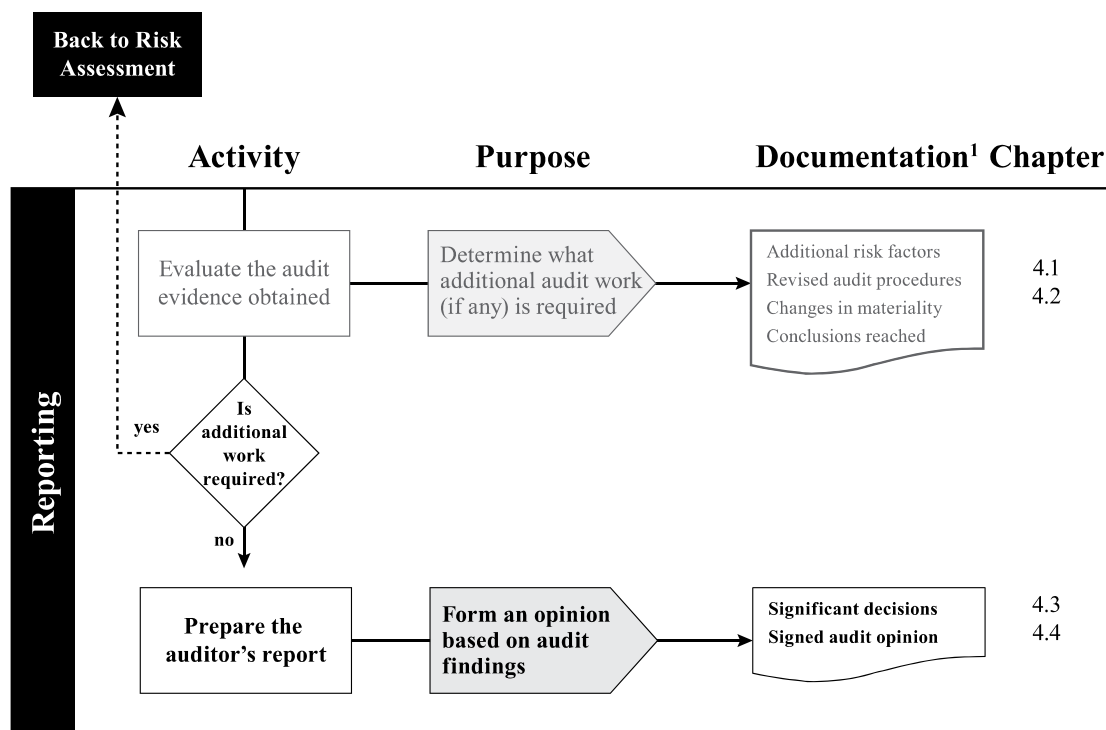 Back to Risk
Assessment
Activity
Purpose
Documentation¹ Chapter
Reporting
Evaluate the audit
evidence obtained
Determine what
additional audit work
(if any) is required
Additional risk factors
Revised audit procedures
Changes in materiality
Conclusions reached
4.1
4.2
Is
additional
work
required?
yes
no
Prepare the
auditor’s report
Form an opinion
based on audit
findings
Significant decisions
Signed audit opinion
4.3
4.4